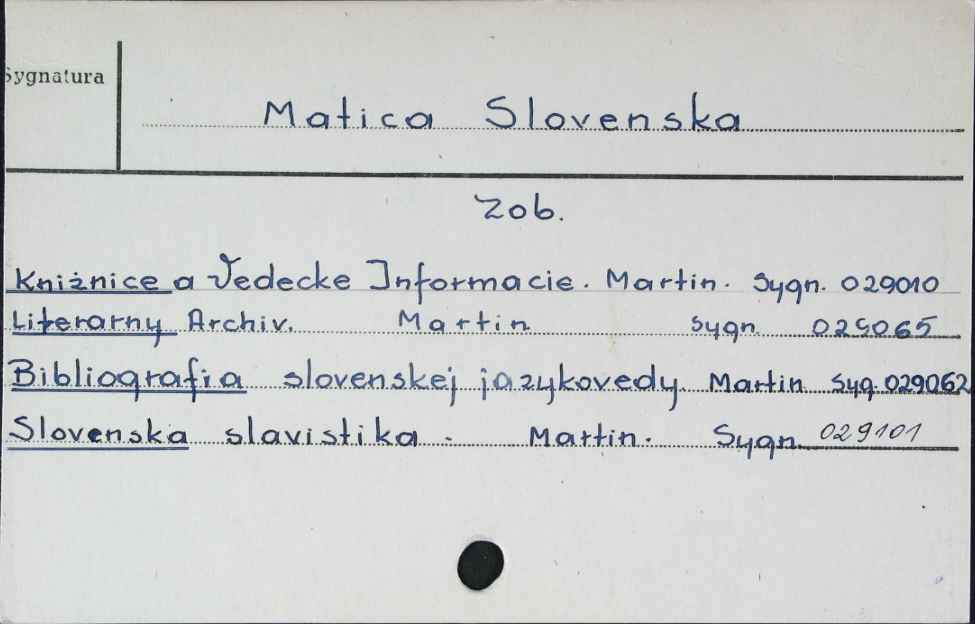 Sygnatura
Matica Slovenska
Zob.
Kniżnice a Vedecke Informacie. Martin. Sygn. 029010
Literarny Archiv. Martin Sygn. 029065
Bibliografia slovenskej jazykovedy Martin Syg. 029062
Slovenska slavistika. Martin. Sygn. 029101